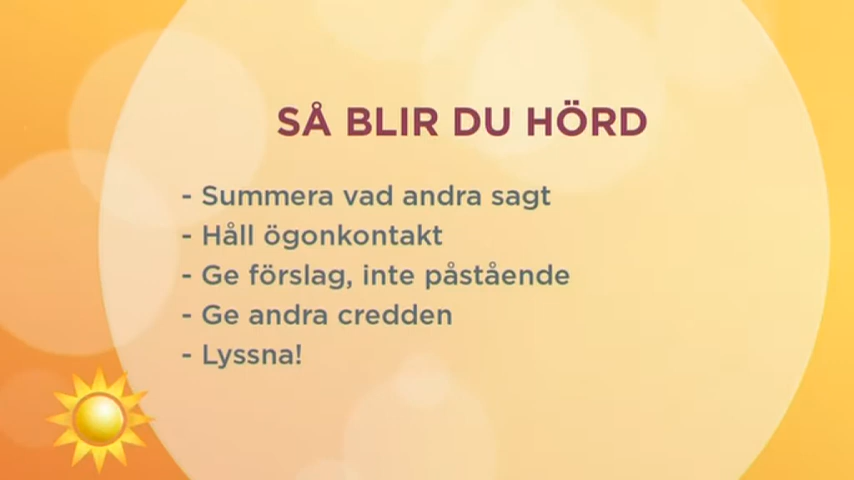 SÅ BLIR DU HÖRD
- Summera vad andra sagt
- Håll ögonkontakt
- Ge förslag, inte påstående
- Ge andra credden
- Lyssna!